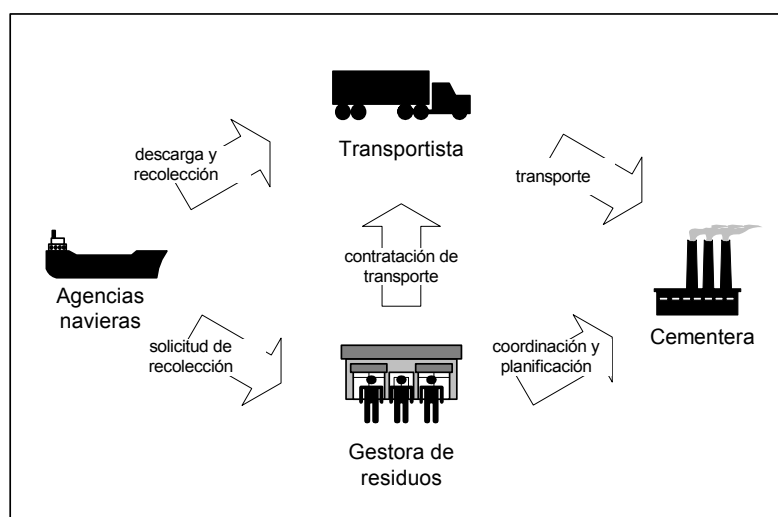 Transportista
descarga y
recolección
transporte
contratación de
transporte
Agencias
navieras
Cementera
solicitud de
recolección
coordinación y
planificación
Gestora de
residuos